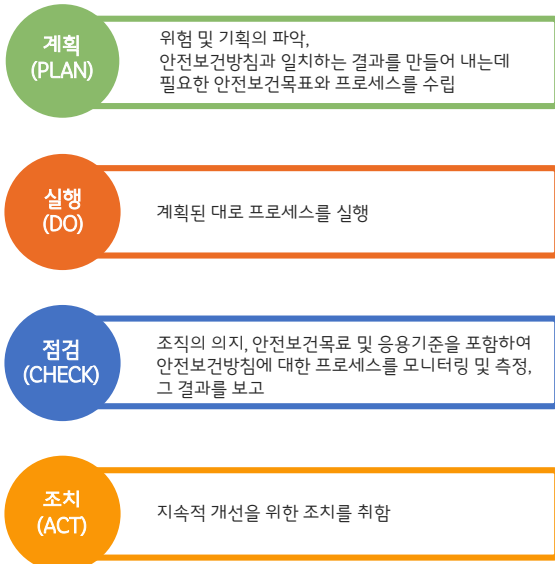 계획
(PLAN)
위험 및 기획의 파악,
안전보건방침과 일치하는 결과를 만들어 내는데
필요한 안전보건목표와 프로세스를 수립
실행
(DO)
계획된 대로 프로세스를 실행
점검
(CHECK)
조직의 의지, 안전보건목료 및 응용기준을 포함하여
안전보건방침에 대한 프로세스를 모니터링 및 측정,
그 결과를 보고
조치
(ACT)
지속적 개선을 위한 조치를 취함